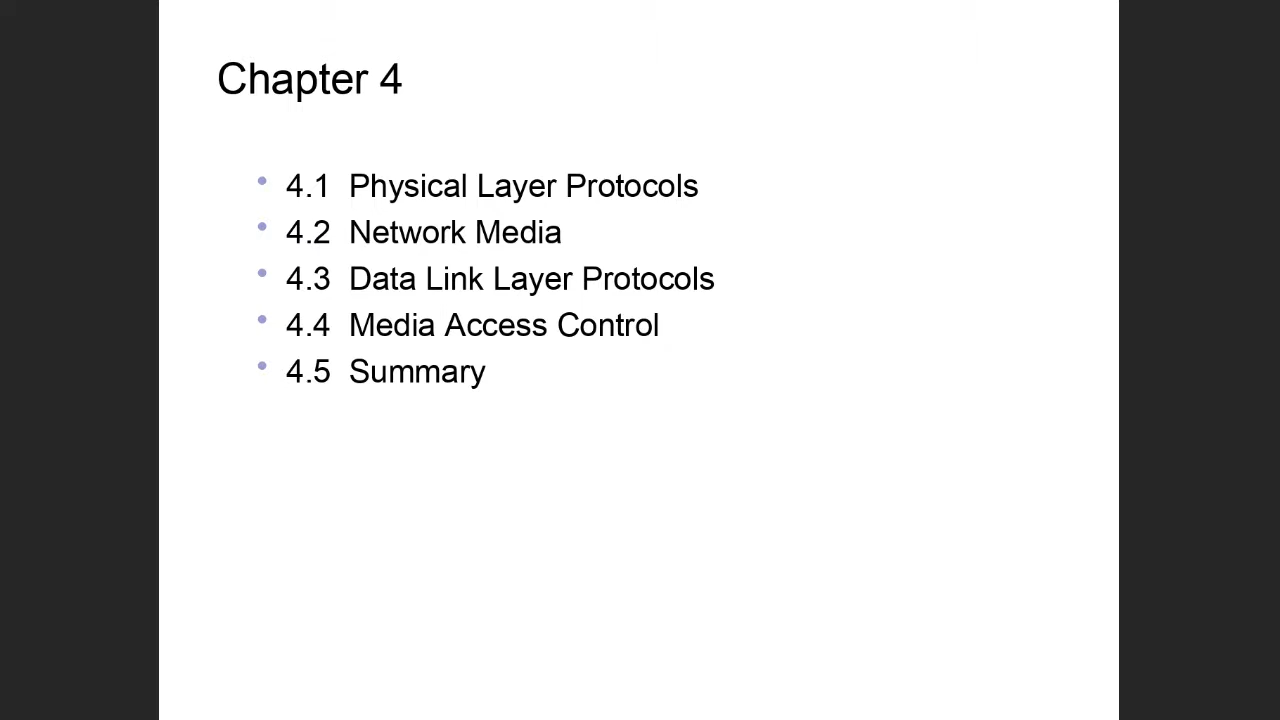 Chapter 4
• 4.1 Physical Layer Protocols
• 4.2 Network Media
• 4.3 Data Link Layer Protocols
• 4.4 Media Access Control
• 4.5 Summary